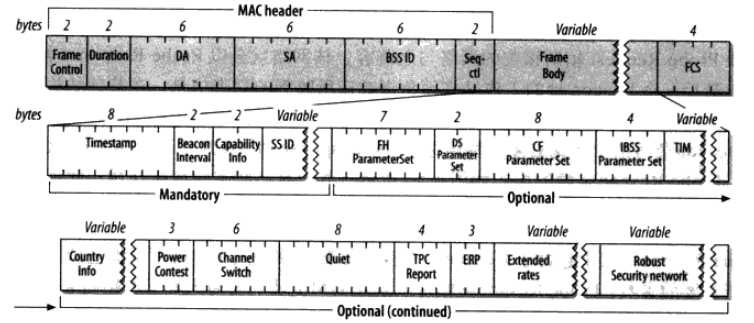 MAC header
bytes 2 2 6 6 6 2 Variable 4
Frame Control Duration DA SA BSS ID Seq-ctl Frame Body FCS
bytes 8 2 2 Variable 7 2 8 4 Variable
Timestamp Beacon Interval Capability Info SS ID FH ParameterSet DS Parameter Set CF Parameter Set IBSS Parameter Set TIM
Mandatory Optional
Variable 3 6 8 4 3 Variable Variable
Country Info Power Contest Channel Switch Quiet TPC Report ERP Extended rates Robust Security network
Optional (continued)